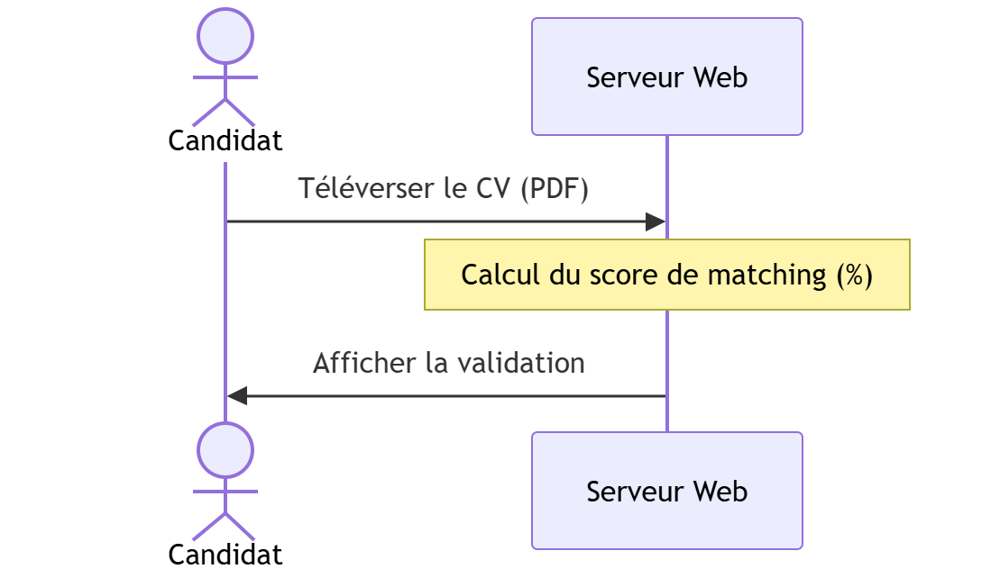 Candidat
Serveur Web
Téléverser le CV (PDF)
Calcul du score de matching (%)
Afficher la validation
Candidat
Serveur Web